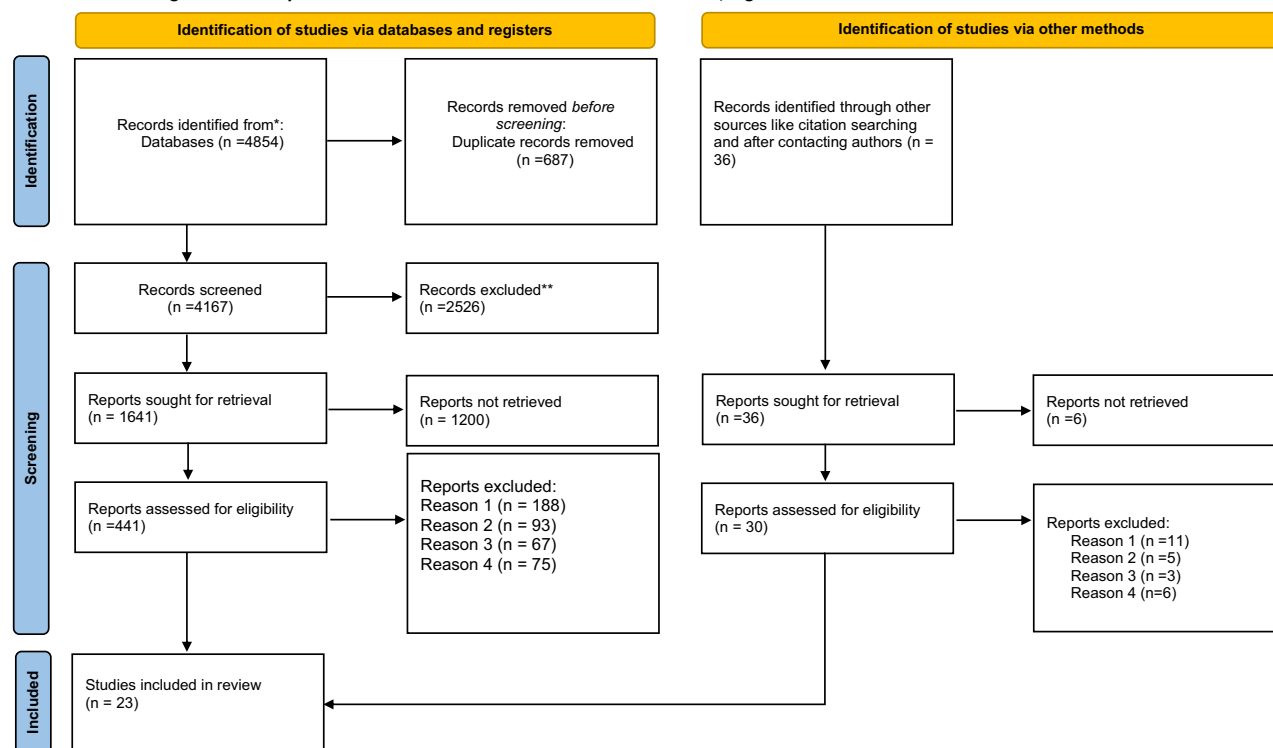 Identification of studies via databases and registers
Identification of studies via other methods
Identification
Records identified from*:
Databases (n =4854)
Records removed before
screening:
Duplicate records removed
(n =687)
Records identified through other
sources like citation searching
and after contacting authors (n =
36)
Screening
Records screened
(n =4167)
Records excluded**
(n =2526)
Reports sought for retrieval
(n = 1641)
Reports not retrieved
(n = 1200)
Reports sought for retrieval
(n =36)
Reports not retrieved
(n =6)
Reports assessed for eligibility
(n =441)
Reports excluded:
Reason 1 (n = 188)
Reason 2 (n = 93)
Reason 3 (n = 67)
Reason 4 (n = 75)
Reports assessed for eligibility
(n = 30)
Reports excluded:
Reason 1 (n =11)
Reason 2 (n =5)
Reason 3 (n =3)
Reason 4 (n=6)
Included
Studies included in review
(n = 23)